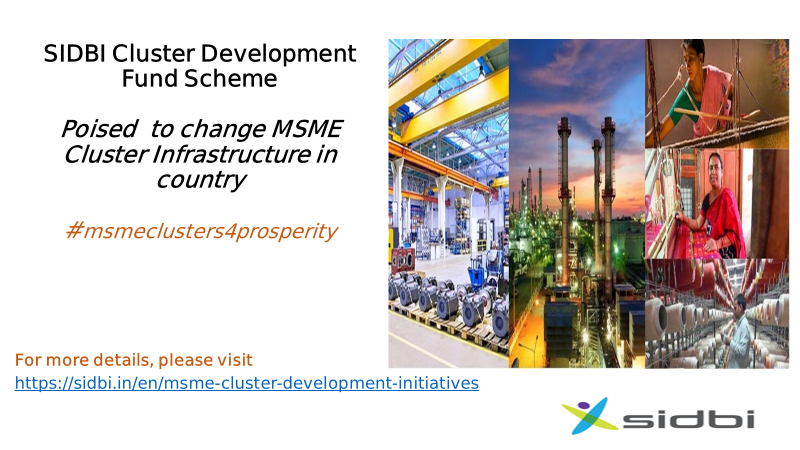 SIDBI Cluster Development
Fund Scheme
Poised  to change MSME
Cluster Infrastructure in
country
#msmeclusters4prosperity
For more details, please visit
https://sidbi.in/en/msme-cluster-development-initiatives
sidbi